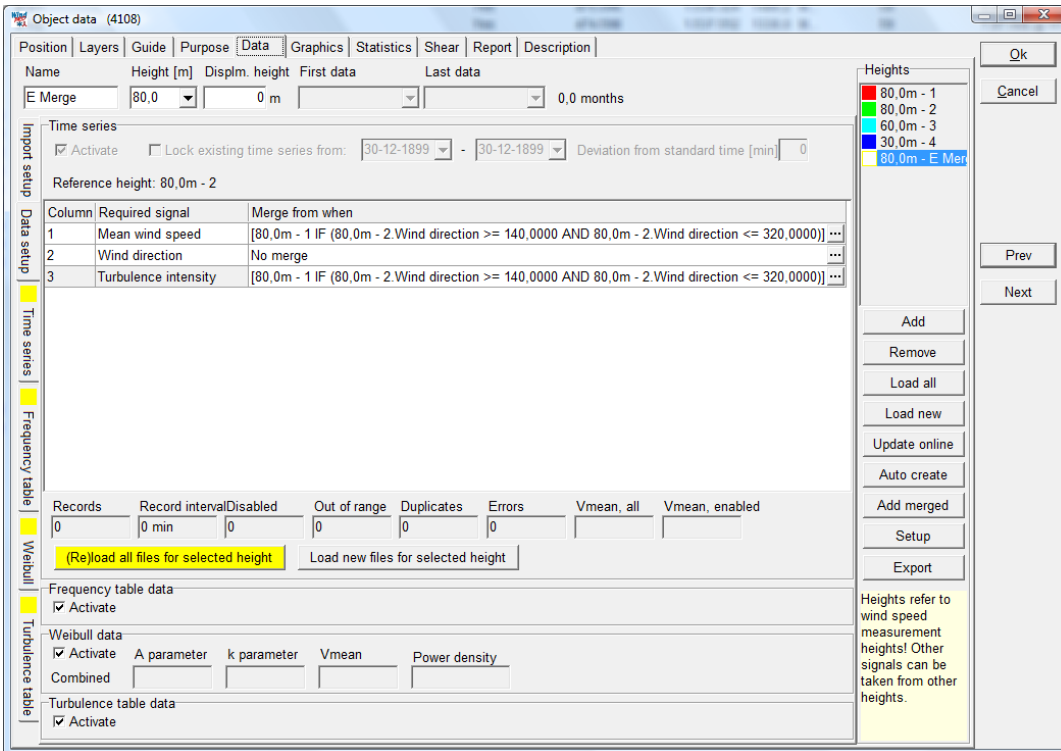 Object data (4108)
Position Layers Guide Purpose Data Graphics Statistics Shear Report Description
Name Height [m] Displm. height First data Last data
E Merge 80,0 0 m 0,0 months
Time series
Activate Lock existing time series from: 30-12-1899 - 30-12-1899 Deviation from standard time [min] 0
Reference height: 80,0m - 2
Column Required signal Merge from when
1 Mean wind speed [80,0m - 1 IF (80,0m - 2.Wind direction >= 140,0000 AND 80,0m - 2.Wind direction <= 320,0000)] ...
2 Wind direction No merge ...
3 Turbulence intensity [80,0m - 1 IF (80,0m - 2.Wind direction >= 140,0000 AND 80,0m - 2.Wind direction <= 320,0000)] ...
Records Record interval Disabled Out of range Duplicates Errors Vmean, all Vmean, enabled
0 0 min 0 0 0 0
(Re)load all files for selected height Load new files for selected height
Frequency table data
Activate
Weibull data
Activate A parameter k parameter Vmean Power density
Combined
Turbulence table data
Activate
Import setup
Data setup
Time series
Frequency table
Weibull
Turbulence table
Heights
80,0m - 1
80,0m - 2
60,0m - 3
30,0m - 4
80,0m - E Mer
Add
Remove
Load all
Load new
Update online
Auto create
Add merged
Setup
Export
Heights refer to
wind speed
measurement
heights! Other
signals can be
taken from other
heights.
Ok
Cancel
Prev
Next